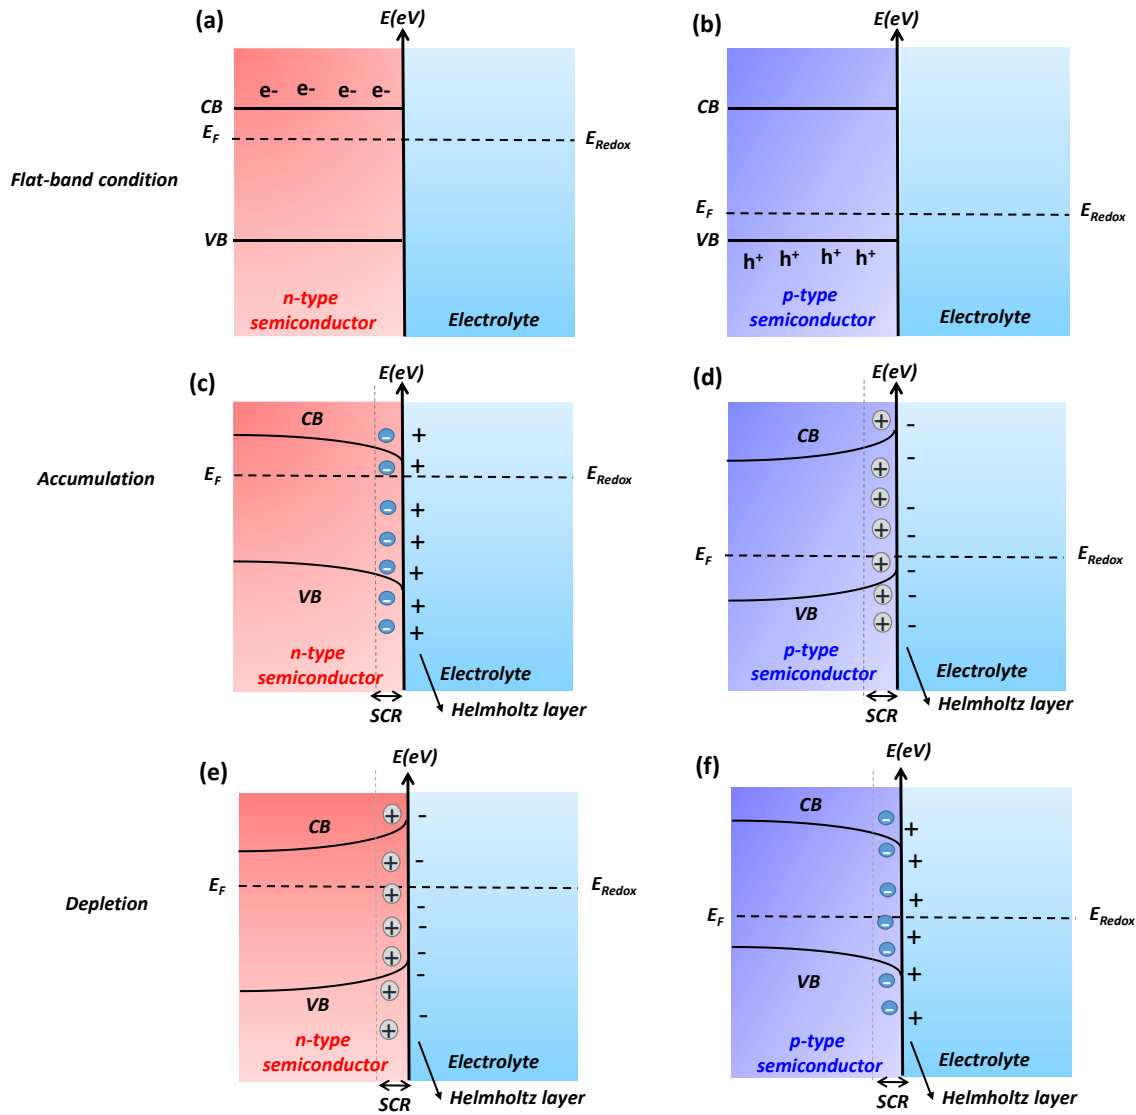 (a)
E(eV)
e- e- e- e-
CB
E_F
E_Redox
VB
n-type
semiconductor
Electrolyte
(b)
E(eV)
CB
E_F
E_Redox
VB
h⁺ h⁺ h⁺ h⁺
p-type
semiconductor
Electrolyte
Flat-band condition
(c)
E(eV)
CB
E_F
E_Redox
VB
n-type
semiconductor
Electrolyte
SCR
Helmholtz layer
(d)
E(eV)
CB
E_F
E_Redox
VB
p-type
semiconductor
Electrolyte
SCR
Helmholtz layer
Accumulation
(e)
E(eV)
CB
E_F
E_Redox
VB
n-type
semiconductor
Electrolyte
SCR
Helmholtz layer
(f)
E(eV)
CB
E_F
E_Redox
VB
p-type
semiconductor
Electrolyte
SCR
Helmholtz layer
Depletion